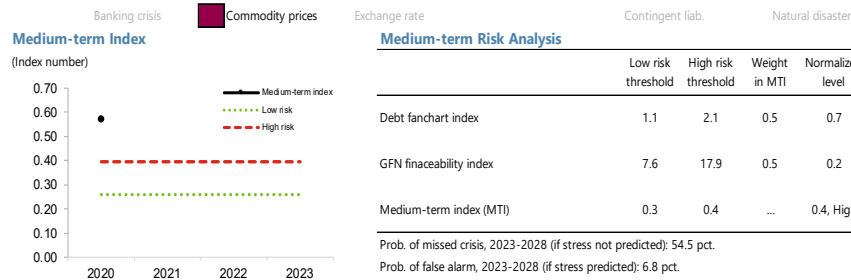 Banking crisis Commodity prices Exchange rate Contingent liab. Natural disaster
Medium-term Index Medium-term Risk Analysis
(Index number)
Low risk threshold High risk threshold Weight in MTI Normalize level
0.70
0.60
0.50
0.40
0.30
0.20
0.10
0.00
2020 2021 2022 2023
Medium-term index
Low risk
High risk
Debt fanchart index 1.1 2.1 0.5 0.7
GFN finaceability index 7.6 17.9 0.5 0.2
Medium-term index (MTI) 0.3 0.4 ... 0.4, Hig
Prob. of missed crisis, 2023-2028 (if stress not predicted): 54.5 pct.
Prob. of false alarm, 2023-2028 (if stress predicted): 6.8 pct.